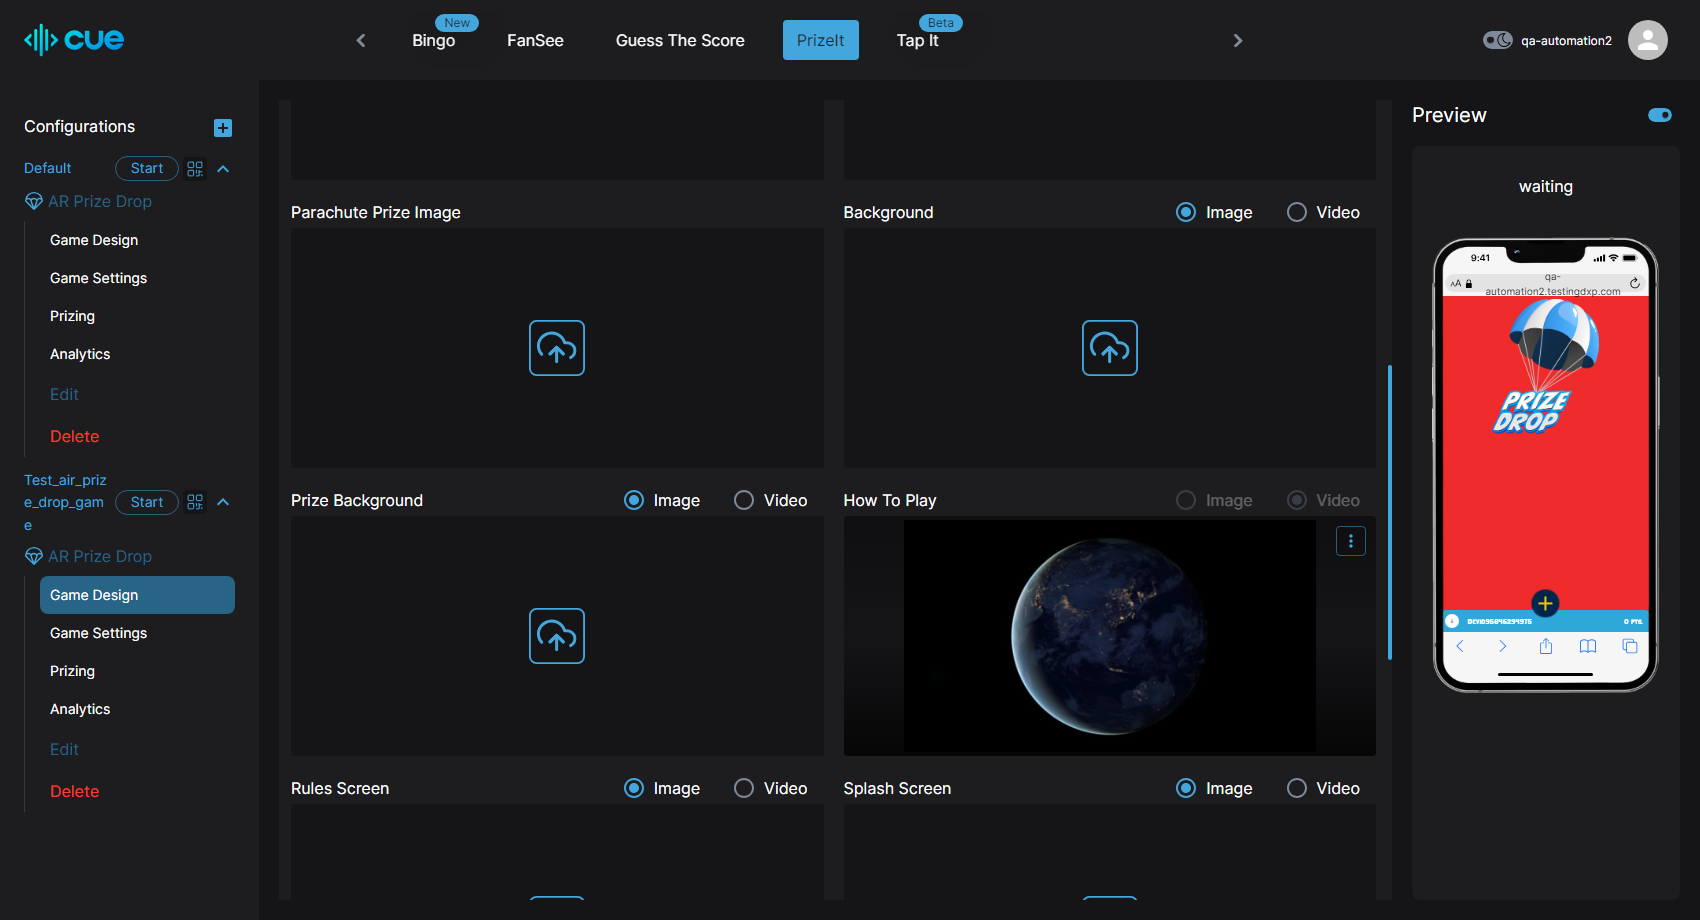 cue
New
Bingo
FanSee
Guess The Score
PrizeIt
Beta
Tap It
qa-automation2
Configurations
Default
Start
AR Prize Drop
Game Design
Game Settings
Prizing
Analytics
Edit
Delete
Test_air_priz
e_drop_gam
e
Start
AR Prize Drop
Game Design
Game Settings
Prizing
Analytics
Edit
Delete
Parachute Prize Image
Background
Image
Video
Prize Background
Image
Video
How To Play
Image
Video
Rules Screen
Image
Video
Splash Screen
Image
Video
Preview
waiting
9:41
AA
qa-
automation2.testingdxp.com
PRIZE
DROP
0 PTS.